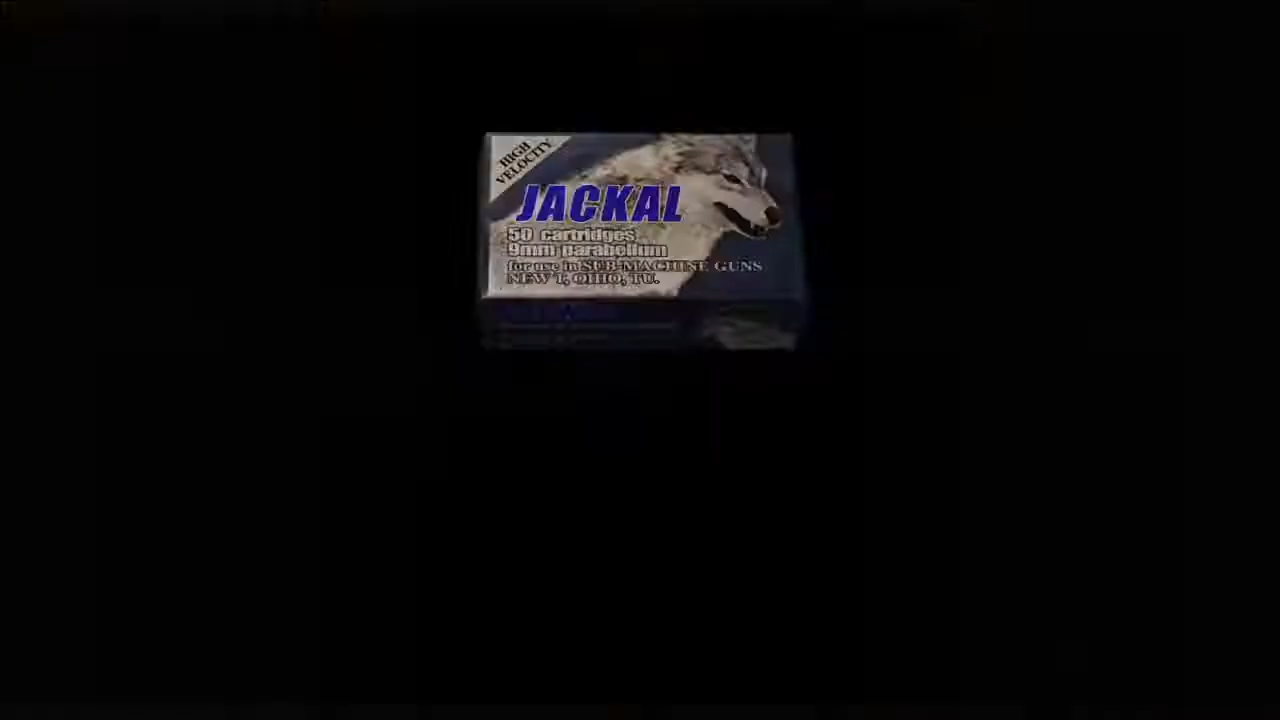 HIGH
VELOCITY
JACKAL
50 cartridges
9mm parabellum
for use in SUB-MACHINE GUNS
NEW T, OHIO, TU.